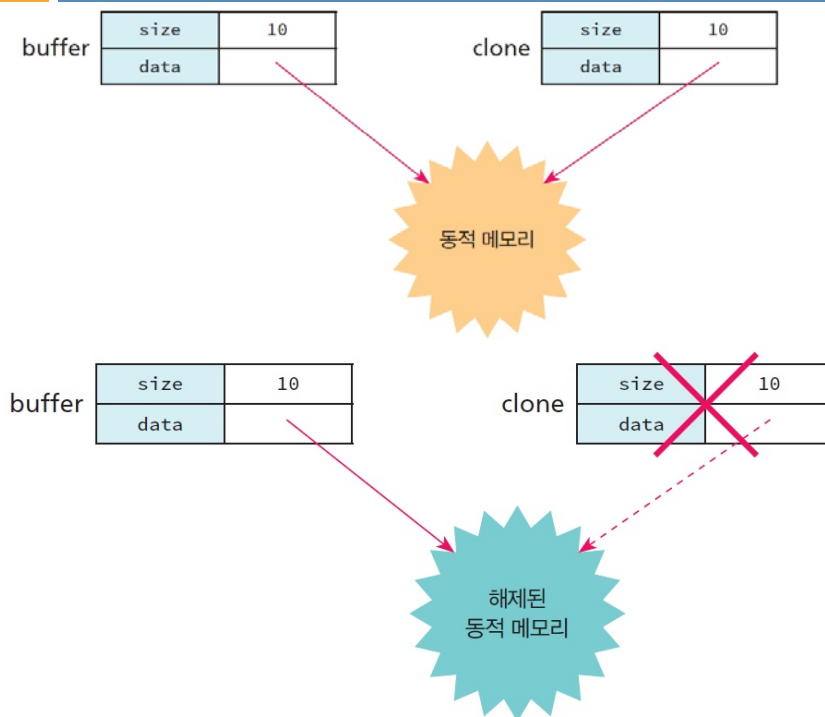 buffer
size 10
data
clone
size 10
data
동적 메모리
buffer
size 10
data
clone
size 10
data
해제된
동적 메모리